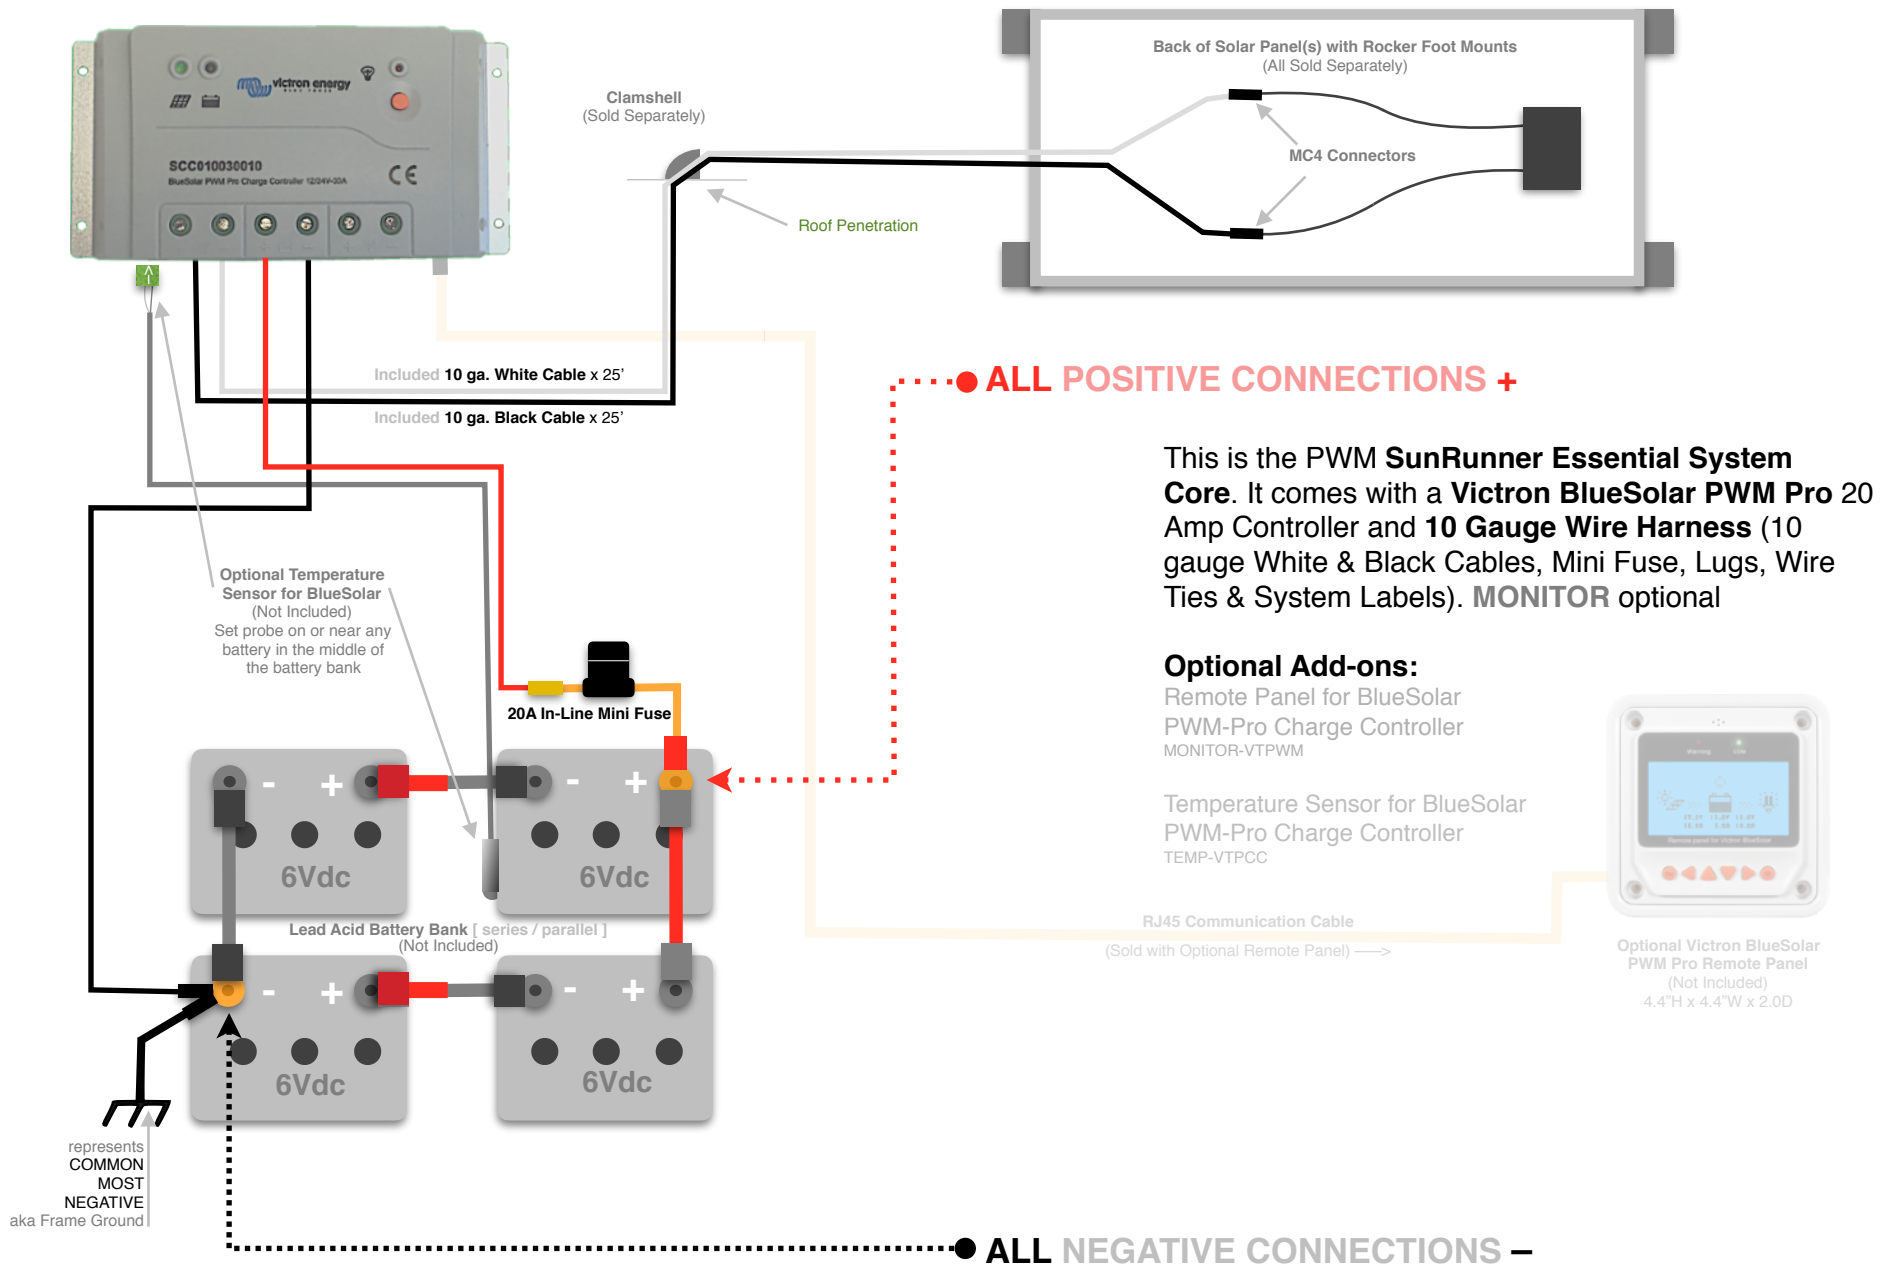 victron energy
BLUE POWER
SCC010030010
BlueSolar PWM Pro Charge Controller 12/24V-20A
CE
Clamshell
(Sold Separately)
Roof Penetration
Back of Solar Panel(s) with Rocker Foot Mounts
(All Sold Separately)
MC4 Connectors
Included 10 ga. White Cable x 25’
Included 10 ga. Black Cable x 25’
ALL POSITIVE CONNECTIONS +
This is the PWM SunRunner Essential System
Core. It comes with a Victron BlueSolar PWM Pro 20
Amp Controller and 10 Gauge Wire Harness (10
gauge White & Black Cables, Mini Fuse, Lugs, Wire
Ties & System Labels). MONITOR optional
Optional Temperature
Sensor for BlueSolar
(Not Included)
Set probe on or near any
battery in the middle of
the battery bank
20A In-Line Mini Fuse
Optional Add-ons:
Remote Panel for BlueSolar
PWM-Pro Charge Controller
MONITOR-VTPWM
Temperature Sensor for BlueSolar
PWM-Pro Charge Controller
TEMP-VTPCC
- +
- +
6Vdc
6Vdc
Lead Acid Battery Bank [ series / parallel ]
(Not Included)
- +
- +
6Vdc
6Vdc
RJ45 Communication Cable
(Sold with Optional Remote Panel) ——>
Warning
Remote panel for Victron BlueSolar
Optional Victron BlueSolar
PWM Pro Remote Panel
(Not Included)
4.4”H x 4.4”W x 2.0D
represents
COMMON
MOST
NEGATIVE
aka Frame Ground
ALL NEGATIVE CONNECTIONS –